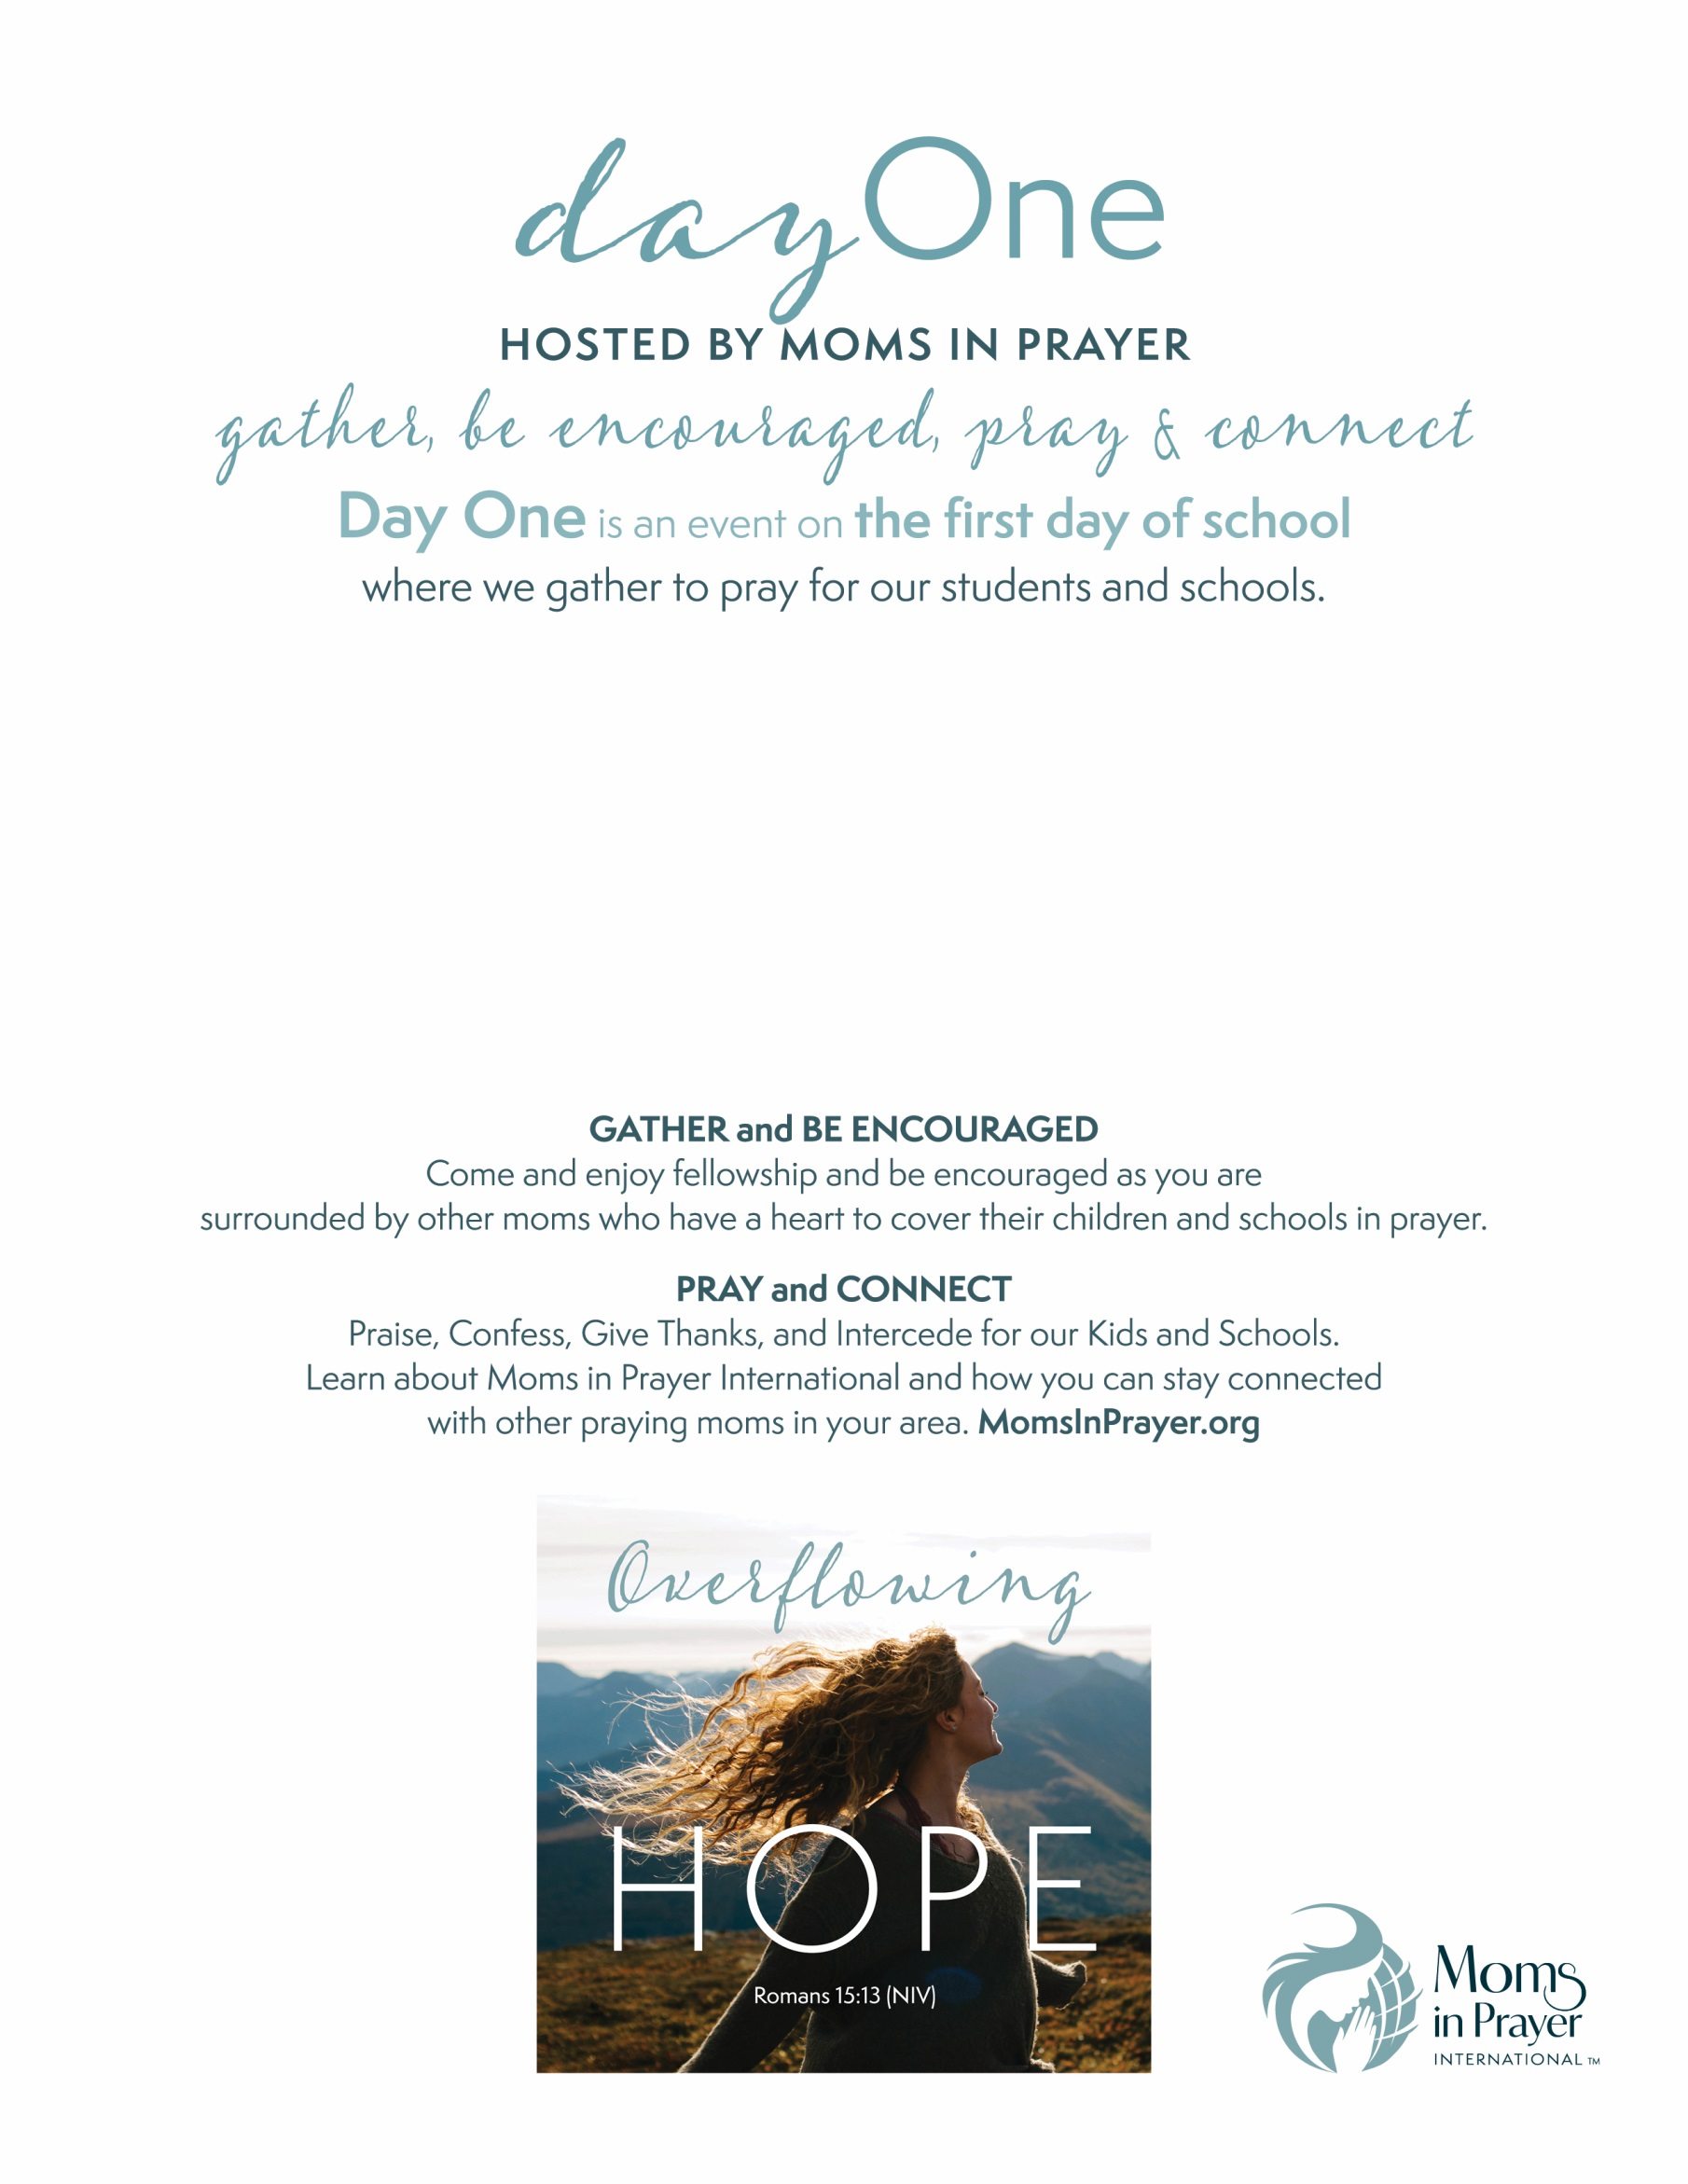 dayOne
HOSTED BY MOMS IN PRAYER
gather, be encouraged, pray & connect
Day One is an event on the first day of school
where we gather to pray for our students and schools.
GATHER and BE ENCOURAGED
Come and enjoy fellowship and be encouraged as you are
surrounded by other moms who have a heart to cover their children and schools in prayer.
PRAY and CONNECT
Praise, Confess, Give Thanks, and Intercede for our Kids and Schools.
Learn about Moms in Prayer International and how you can stay connected
with other praying moms in your area. MomsInPrayer.org
Overflowing
HOPE
Romans 15:13 (NIV)
Moms
in Prayer
INTERNATIONAL ™